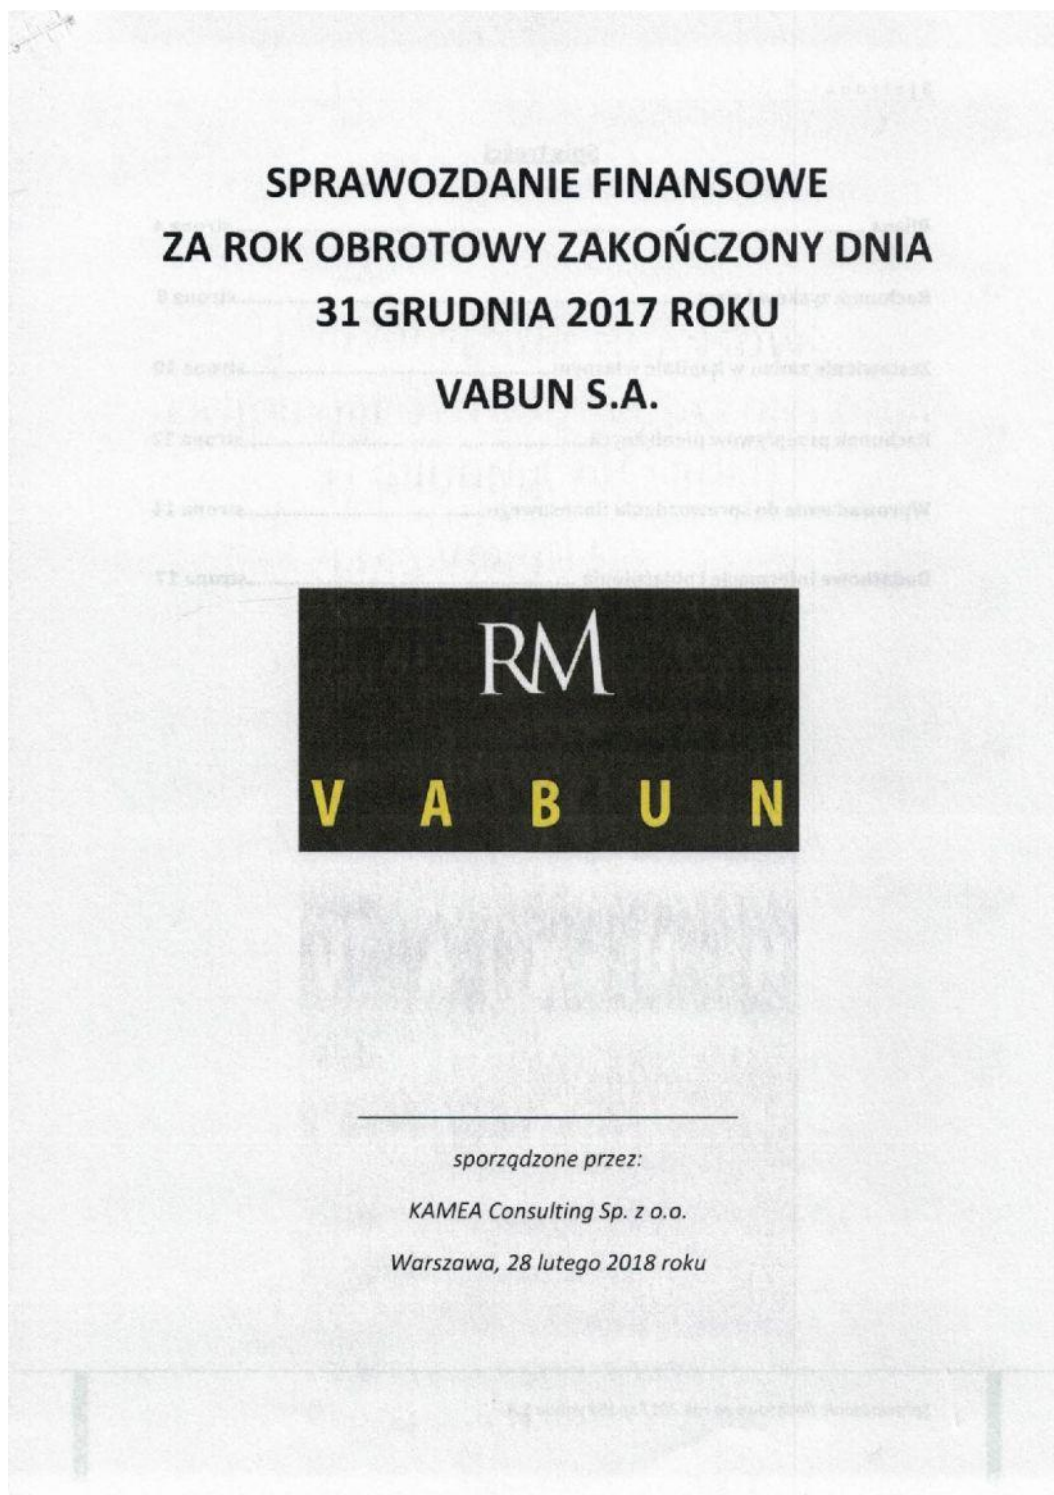 SPRAWOZDANIE FINANSOWE
ZA ROK OBROTOWY ZAKOŃCZONY DNIA
31 GRUDNIA 2017 ROKU
VABUN S.A.
RM
VABUN
sporządzone przez:
KAMEA Consulting Sp. z o.o.
Warszawa, 28 lutego 2018 roku